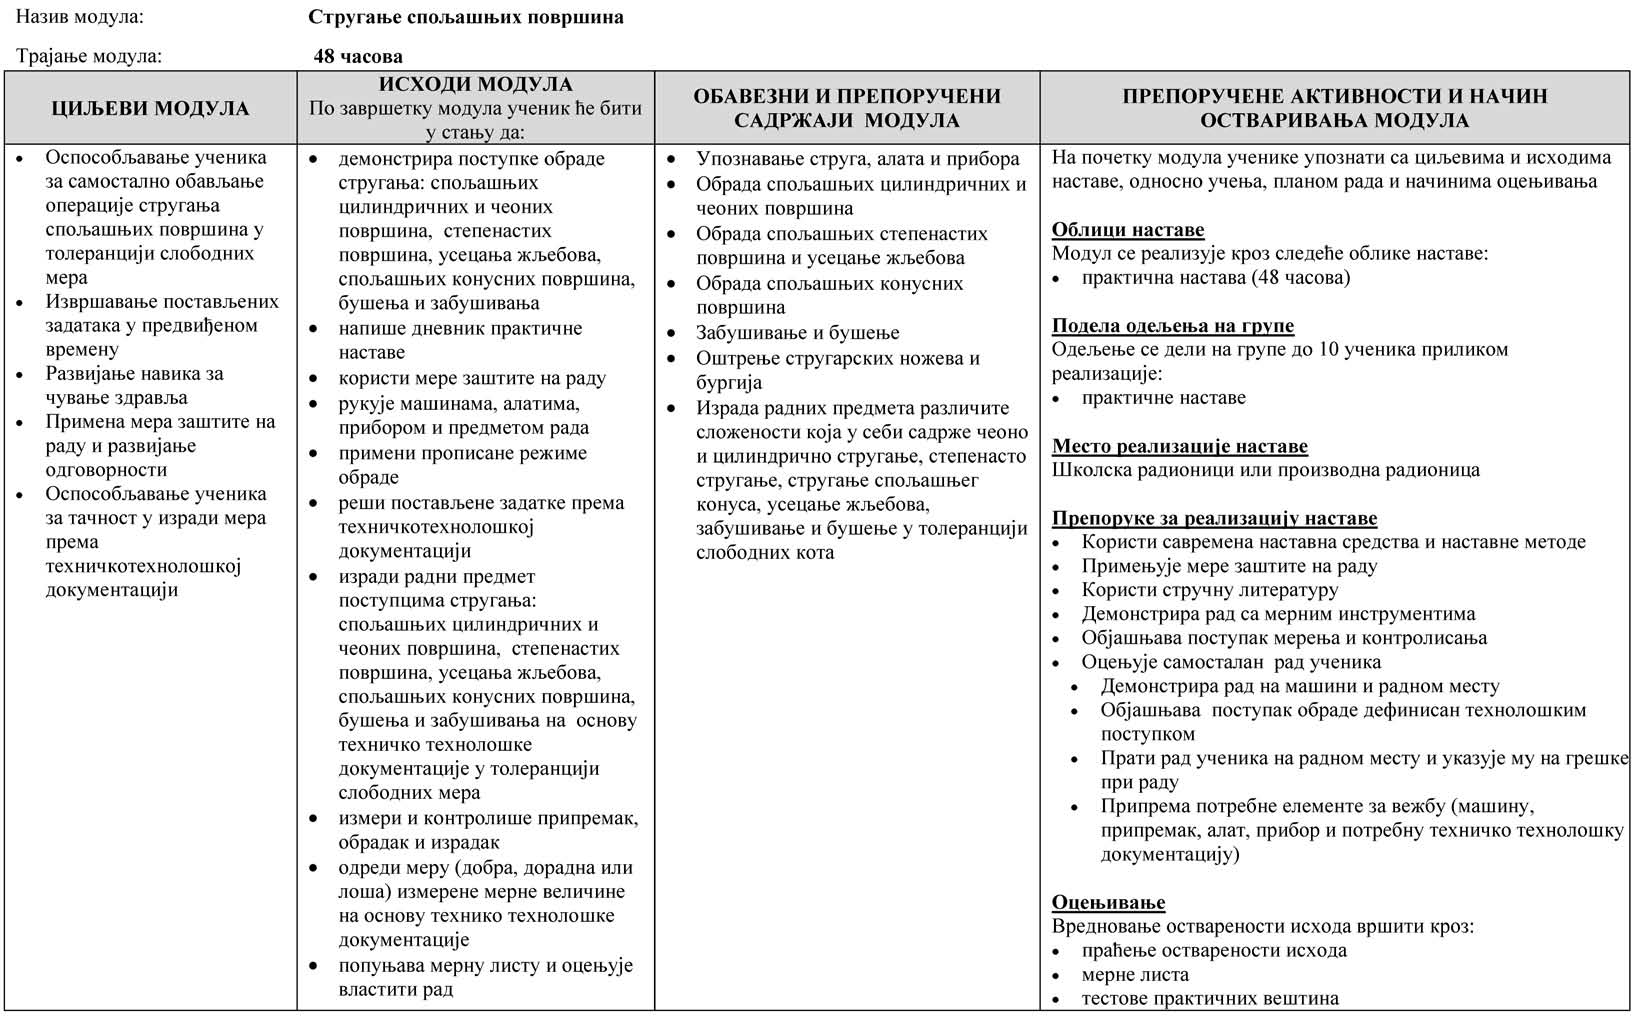 Назив модула: Стругање спољашњих површина
Трајање модула: 48 часова
ЦИЉЕВИ МОДУЛА
ИСХОДИ МОДУЛА
По завршетку модула ученик ће бити
у стању да:
ОБАВЕЗНИ И ПРЕПОРУЧЕНИ
САДРЖАЈИ МОДУЛА
ПРЕПОРУЧЕНЕ АКТИВНОСТИ И НАЧИН
ОСТВАРИВАЊА МОДУЛА
• Оспособљавање ученика
за самостално обављање
операције стругања
спољашњих површина у
толеранцији слободних
мера
• Извршавање постављених
задатака у предвиђеном
времену
• Развијање навика за
чување здравља
• Примена мера заштите на
раду и развијање
одговорности
• Оспособљавање ученика
за тачност у изради мера
према
техничкотехнолошкој
документацији
• демонстрира поступке обраде
стругања: спољашњих
цилиндричних и чеоних
површина, степенастих
површина, усецања жљебова,
спољашњих конусних површина,
бушења и забушивања
• напише дневник практичне
наставе
• користи мере заштите на раду
• рукује машинама, алатима,
прибором и предметом рада
• примени прописане режиме
обраде
• реши постављене задатке према
техничкотехнолошкој
документацији
• изради радни предмет
поступцима стругања:
спољашњих цилиндричних и
чеоних површина, степенастих
површина, усецања жљебова,
спољашњих конусних површина,
бушења и забушивања на основу
техничко технолошке
документације у толеранцији
слободних мера
• измери и контролише припремак,
обрадак и израдак
• одреди меру (добра, дорадна или
лоша) измерене мерне величине
на основу технико технолошке
документације
• попуњава мерну листу и оцењује
властити рад
• Упознавање струга, алата и прибора
• Обрада спољашњих цилиндричних и
чеоних површина
• Обрада спољашњих степенастих
површина и усецање жљебова
• Обрада спољашњих конусних
површина
• Забушивање и бушење
• Оштрење стругарских ножева и
бургија
• Израда радних предмета различите
сложености која у себи садрже чеоно
и цилиндрично стругање, степенасто
стругање, стругање спољашњег
конуса, усецање жљебова,
забушивање и бушење у толеранцији
слободних кота
На почетку модула ученике упознати са циљевима и исходима
наставе, односно учења, планом рада и начинима оцењивања
Облици наставе
Модул се реализује кроз следеће облике наставе:
• практична настава (48 часова)
Подела одељења на групе
Одељење се дели на групе до 10 ученика приликом
реализације:
• практичне наставе
Место реализације наставе
Школска радионици или производна радионица
Препоруке за реализацију наставе
• Користи савремена наставна средства и наставне методе
• Примењује мере заштите на раду
• Користи стручну литературу
• Демонстрира рад са мерним инструментима
• Објашњава поступак мерења и контролисања
• Оцењује самосталан рад ученика
• Демонстрира рад на машини и радном месту
• Објашњава поступак обраде дефинисан технолошким
поступком
• Прати рад ученика на радном месту и указује му на грешке
при раду
• Припрема потребне елементе за вежбу (машину,
припремак, алат, прибор и потребну техничко технолошку
документацију)
Оцењивање
Вредновање остварености исхода вршити кроз:
• праћење остварености исхода
• мерне листа
• тестове практичних вештина